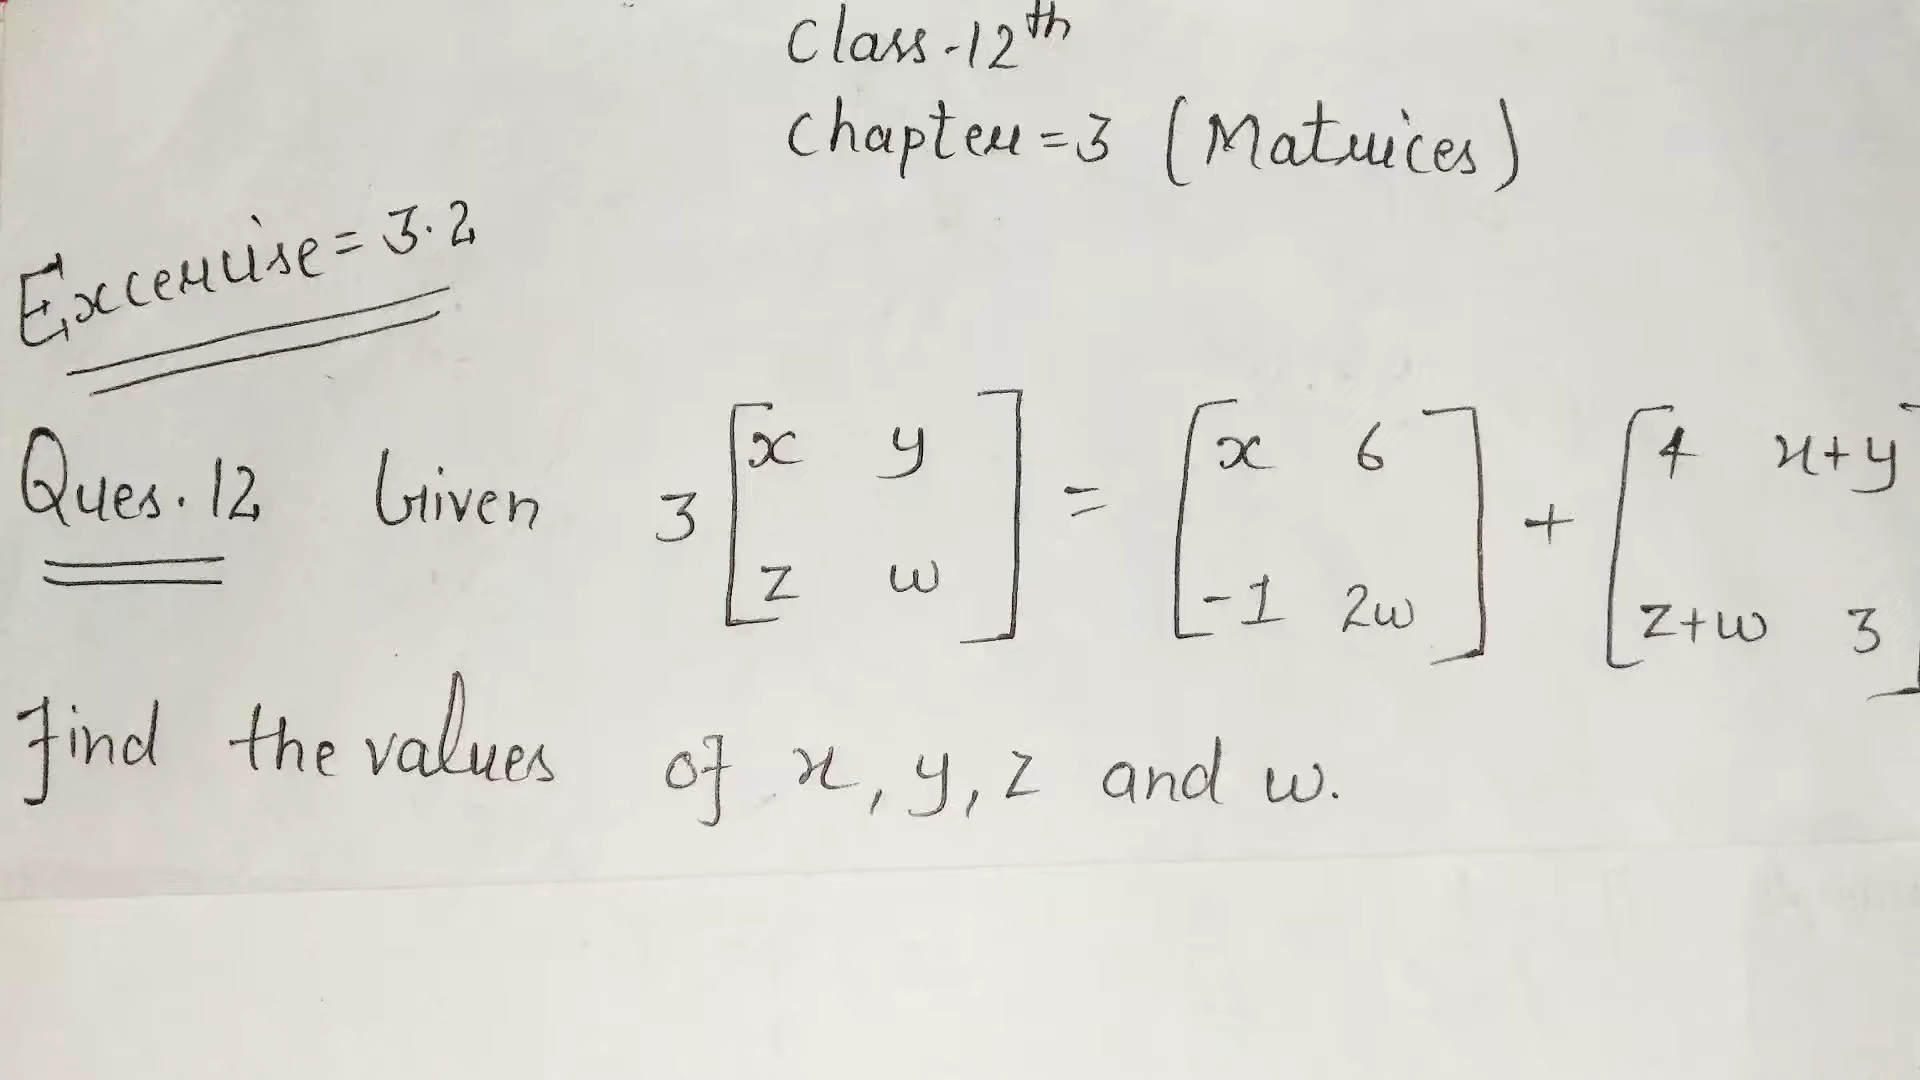 Class-12th
Chapter=3 (Matrices)
Excercise=3.2
Ques.12 Given 3 [x y; z w] = [x 6; -1 2w] + [4 x+y; z+w 3]
Find the values of x, y, z and w.